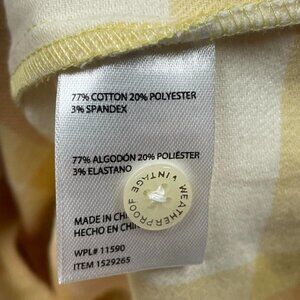 77% COTTON 20% POLYESTER
3% SPANDEX
77% ALGODÓN 20% POLIÉSTER
3% ELASTANO
VINTAGE
WEATHERPROOF
MADE IN CHI
HECHO EN CHI
WPL# 11590
ITEM 1529265